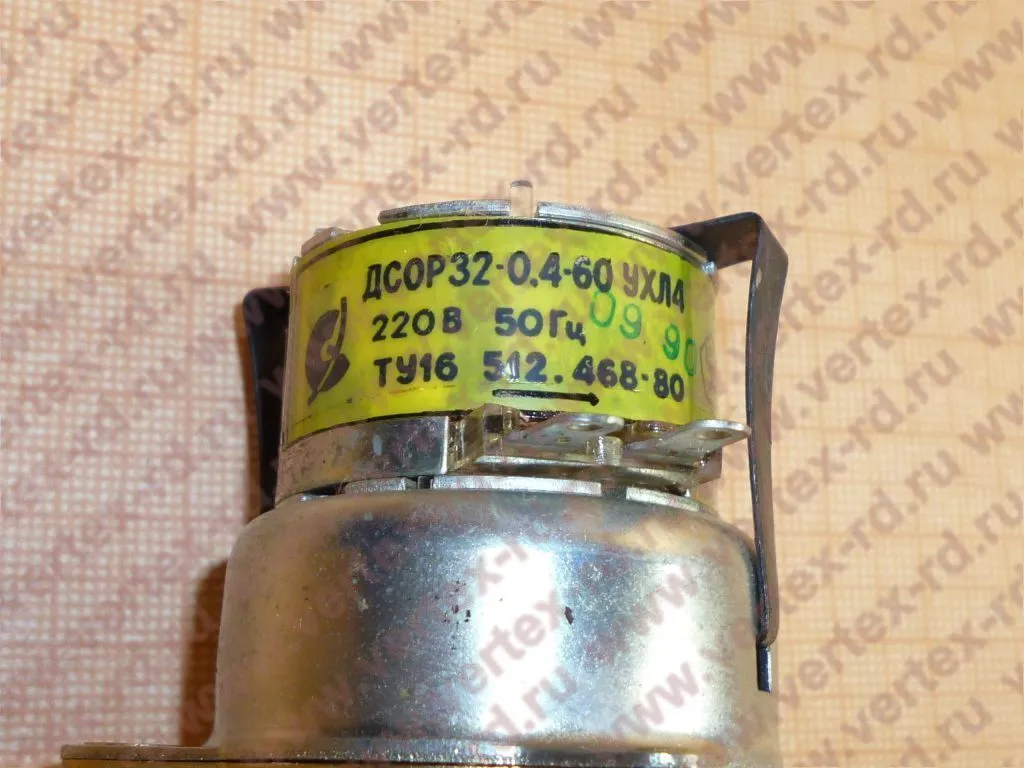 ДСОР32-0.4-60 УХЛ4
220В 50Гц 09 90
ТУ16 512.468-80
www.vertex-rd.ru